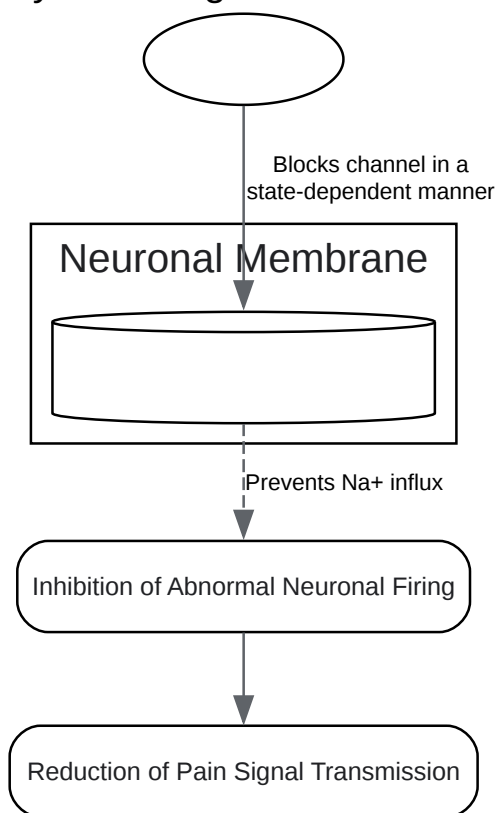 Blocks channel in a
state-dependent manner
Neuronal Membrane
Prevents Na+ influx
Inhibition of Abnormal Neuronal Firing
Reduction of Pain Signal Transmission